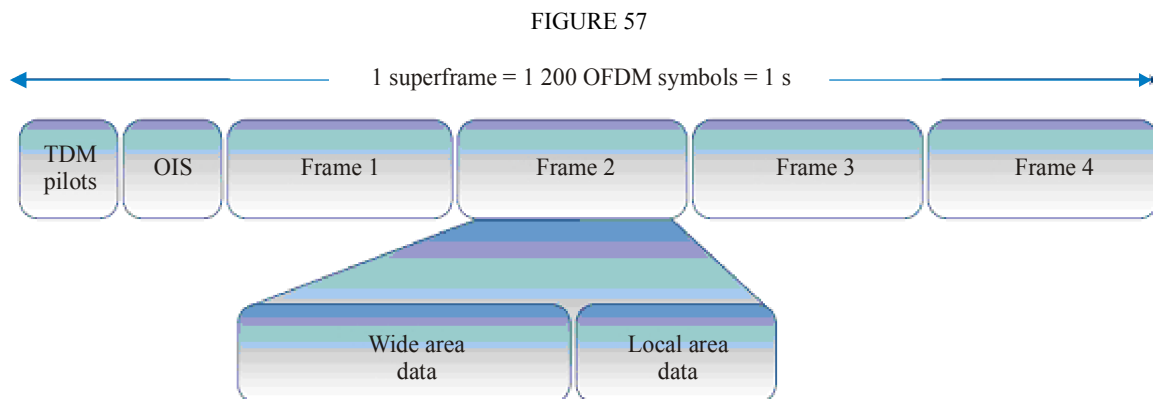 FIGURE 57
1 superframe = 1 200 OFDM symbols = 1 s
TDM
pilots
OIS
Frame 1
Frame 2
Frame 3
Frame 4
Wide area
data
Local area
data